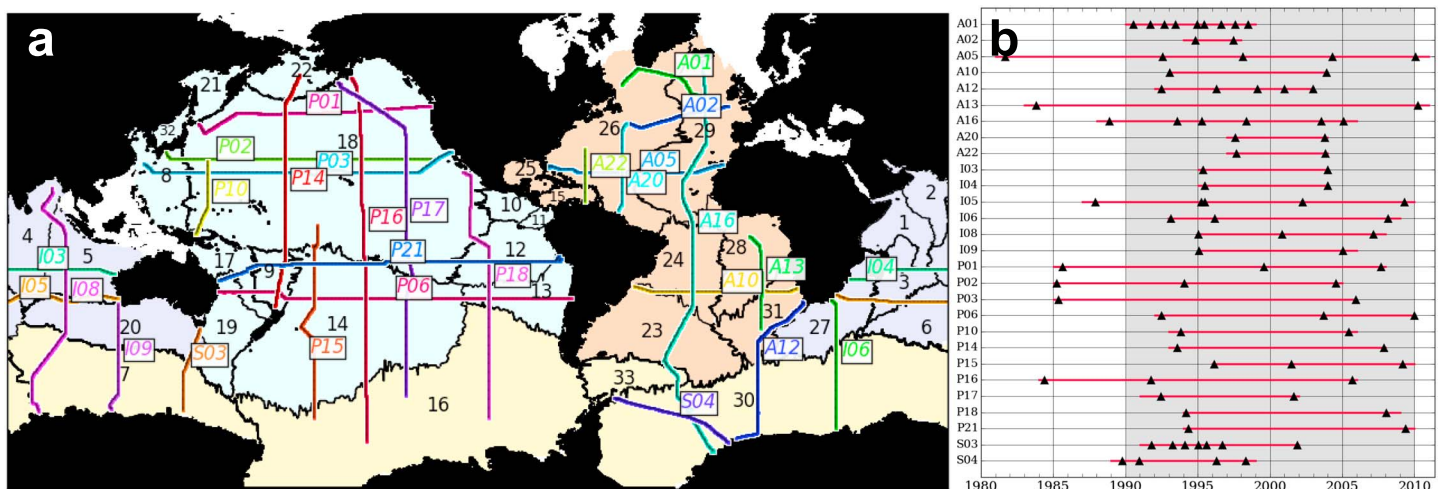 a
22
21
P01
A01
A02
32
P02
18
26
29
P03
8
A22
A05
25
P14
A20
P10
15
2
10
P16
P17
11
A16
1
4
P21
28
5
12
I03
17
24
A13
I04
9
P18
A10
3
I05
I08
P06
13
31
20
19
14
23
27
6
I09
S03
P15
A12
I06
7
33
16
S04
30
b
A01
A02
A05
A10
A12
A13
A16
A20
A22
I03
I04
I05
I06
I08
I09
P01
P02
P03
P06
P10
P14
P15
P16
P17
P18
P21
S03
S04
1980 1985 1990 1995 2000 2005 2010